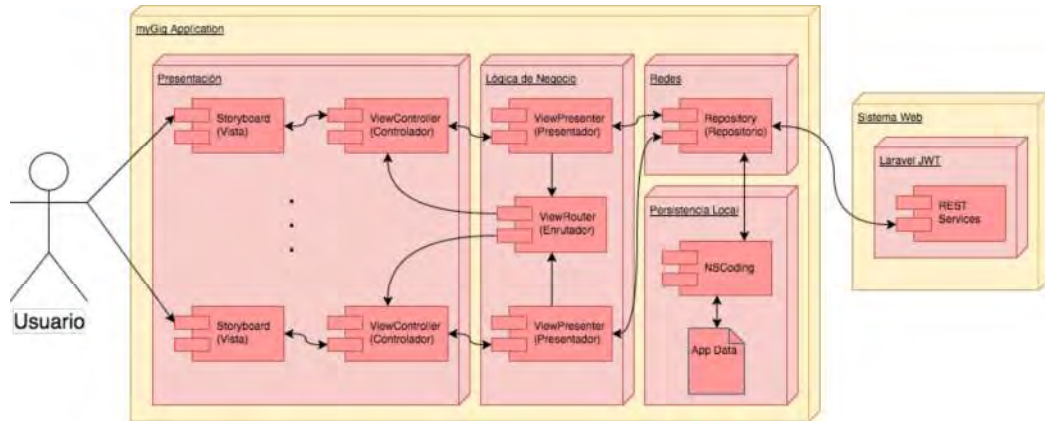 myGig Application
Presentación
Storyboard
(Vista)
ViewController
(Controlador)
Storyboard
(Vista)
ViewController
(Controlador)
Lógica de Negocio
ViewPresenter
(Presentador)
ViewRouter
(Enrutador)
ViewPresenter
(Presentador)
Redes
Repository
(Repositorio)
Persistencia Local
NSCoding
App Data
Sistema Web
Laravel JWT
REST
Services
Usuario